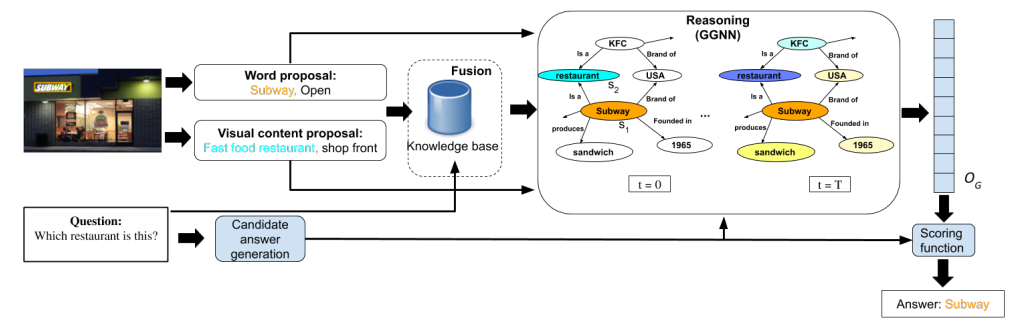 SUBWAY
Word proposal:
Subway, Open
Visual content proposal:
Fast food restaurant, shop front
Question:
Which restaurant is this?
Candidate
answer
generation
Fusion
Knowledge base
Reasoning
(GGNN)
KFC
Is a
Brand of
restaurant
USA
S2
Is a
Brand of
Subway
S1
produces
Founded in
sandwich
1965
t = 0
...
KFC
Is a
Brand of
restaurant
USA
Is a
Brand of
Subway
produces
Founded in
sandwich
1965
t = T
OG
Scoring
function
Answer: Subway